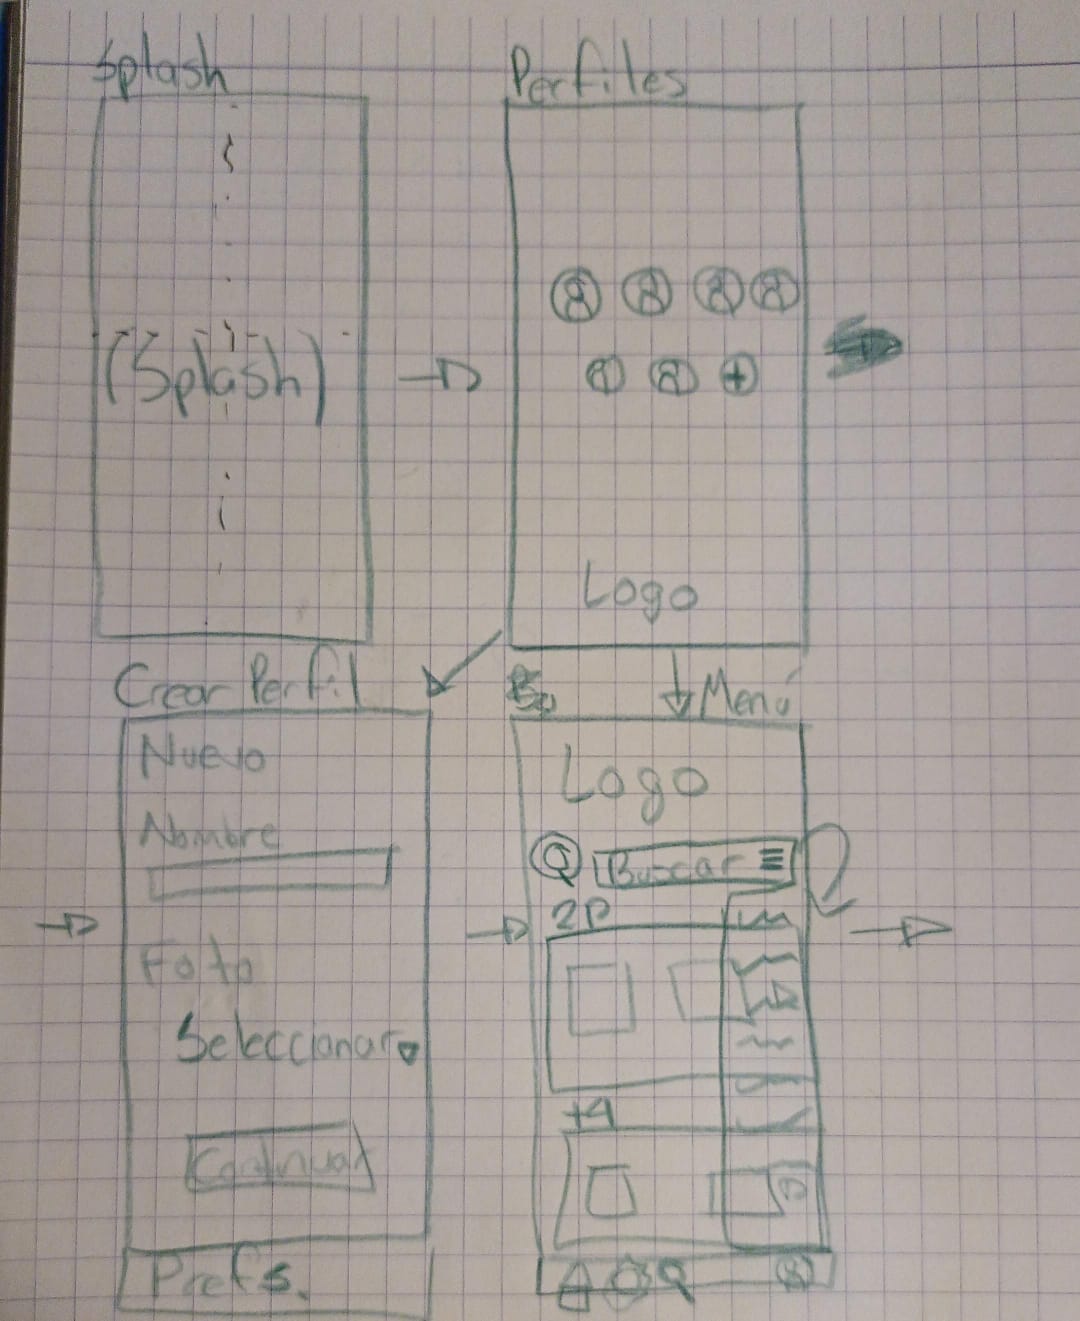 Splash
(Splash)
Perfiles
Logo
Crear Perfil
Nuevo
Nombre
Foto
Seleccionar
Continuar
Prefs.
Menú
Logo
Buscar
2P
+4